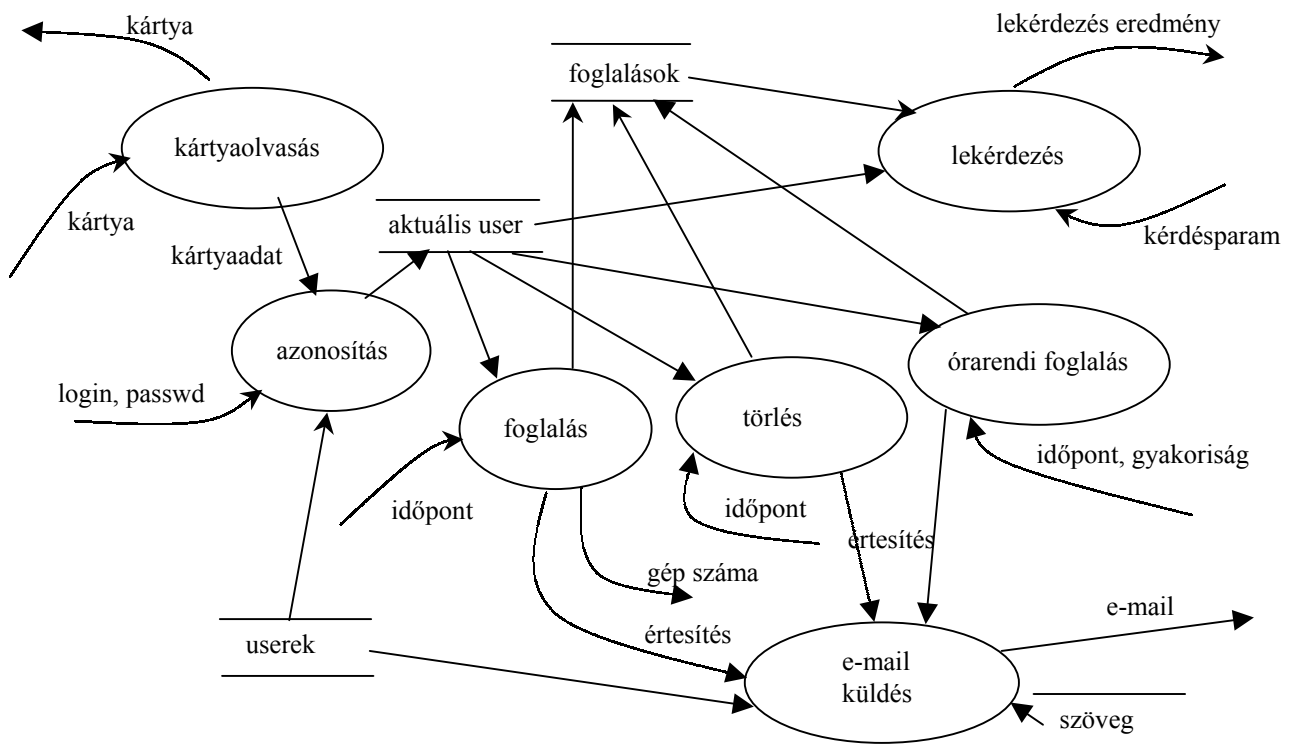 kártya
lekérdezés eredmény
foglalások
kártyaolvasás
lekérdezés
kártya
aktuális user
kérdésparam
kártyaadat
azonosítás
órarendi foglalás
login, passwd
foglalás
törlés
időpont, gyakoriság
időpont
időpont
értesítés
gép száma
e-mail
értesítés
userek
e-mail
küldés
szöveg